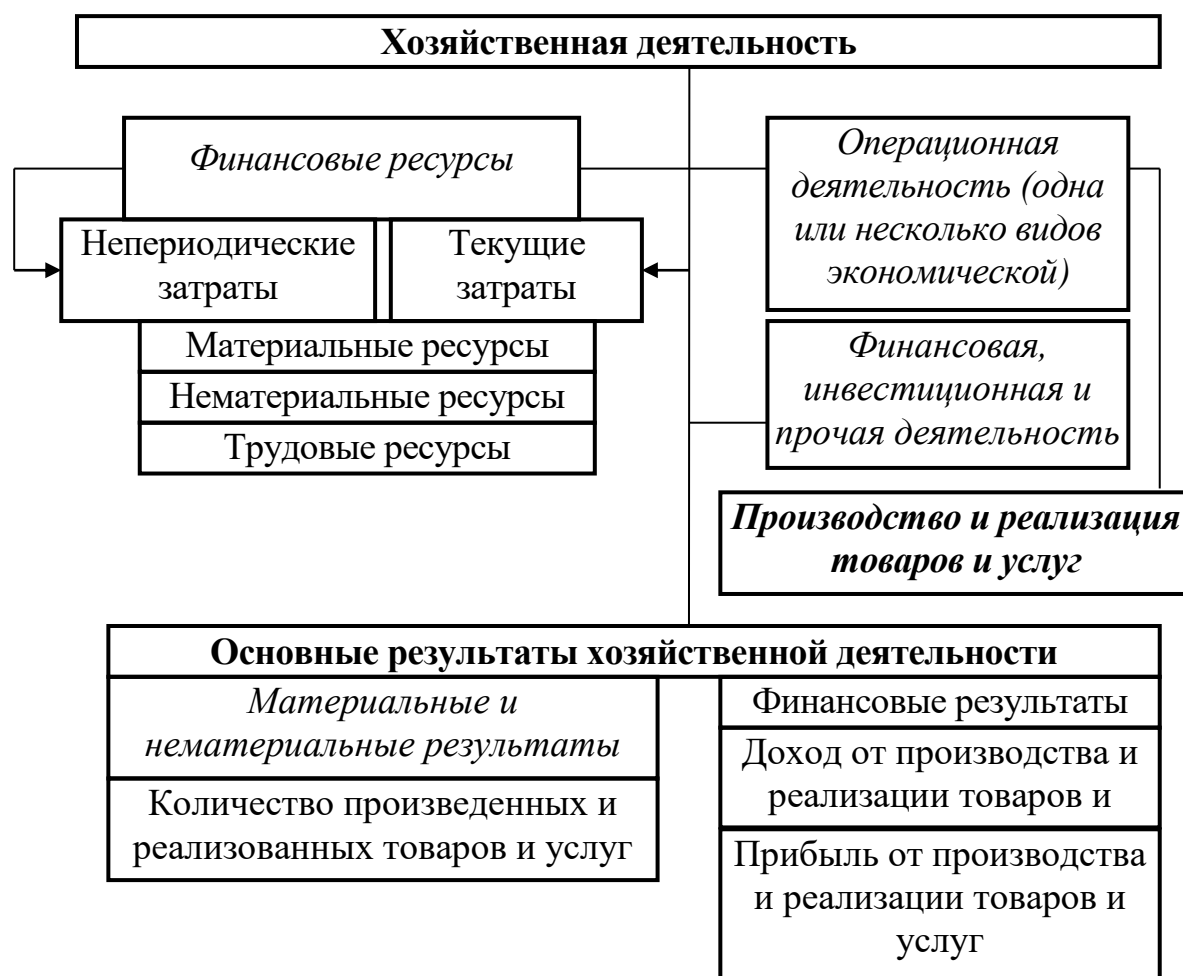 Хозяйственная деятельность
Финансовые ресурсы
Непериодические
затраты
Текущие
затраты
Материальные ресурсы
Нематериальные ресурсы
Трудовые ресурсы
Операционная
деятельность (одна
или несколько видов
экономической)
Финансовая,
инвестиционная и
прочая деятельность
Производство и реализация
товаров и услуг
Основные результаты хозяйственной деятельности
Материальные и
нематериальные результаты
Количество произведенных и
реализованных товаров и услуг
Финансовые результаты
Доход от производства и
реализации товаров и
Прибыль от производства
и реализации товаров и
услуг